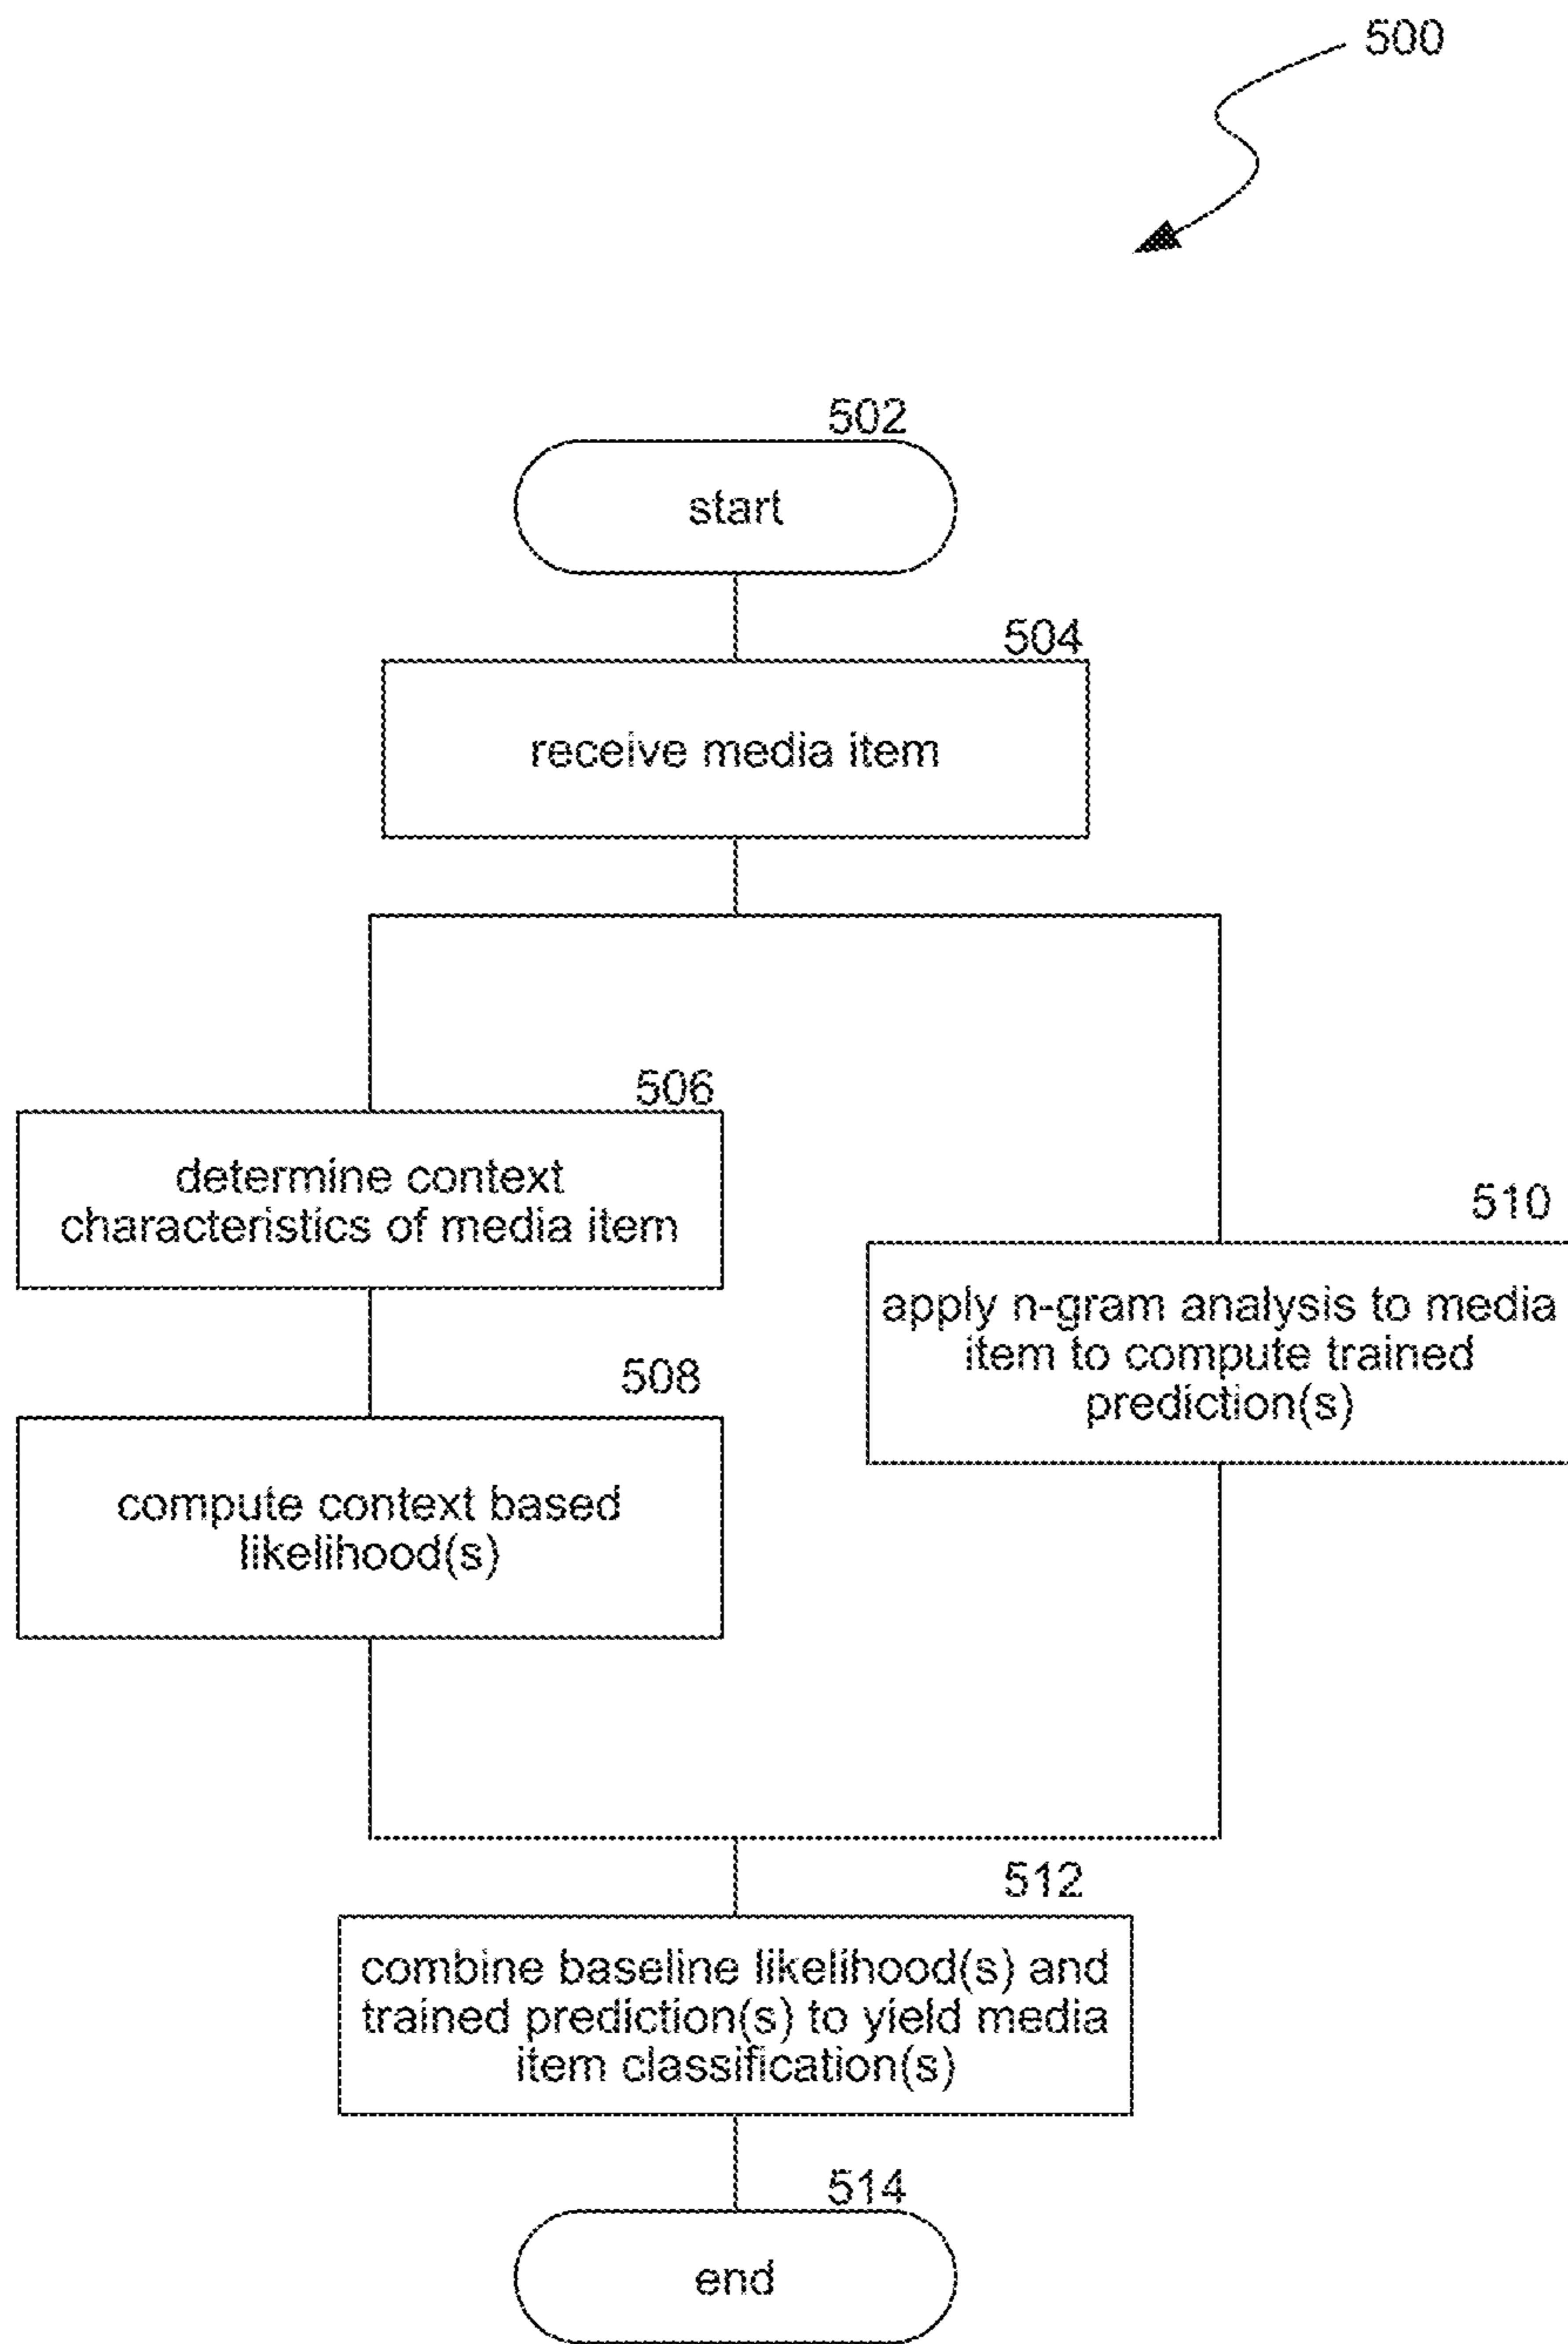 500
502
start
504
receive media item
506
determine context
characteristics of media item
508
compute context based
likelihood(s)
510
apply n-gram analysis to media
item to compute trained
prediction(s)
512
combine baseline likelihood(s) and
trained prediction(s) to yield media
item classification(s)
514
end